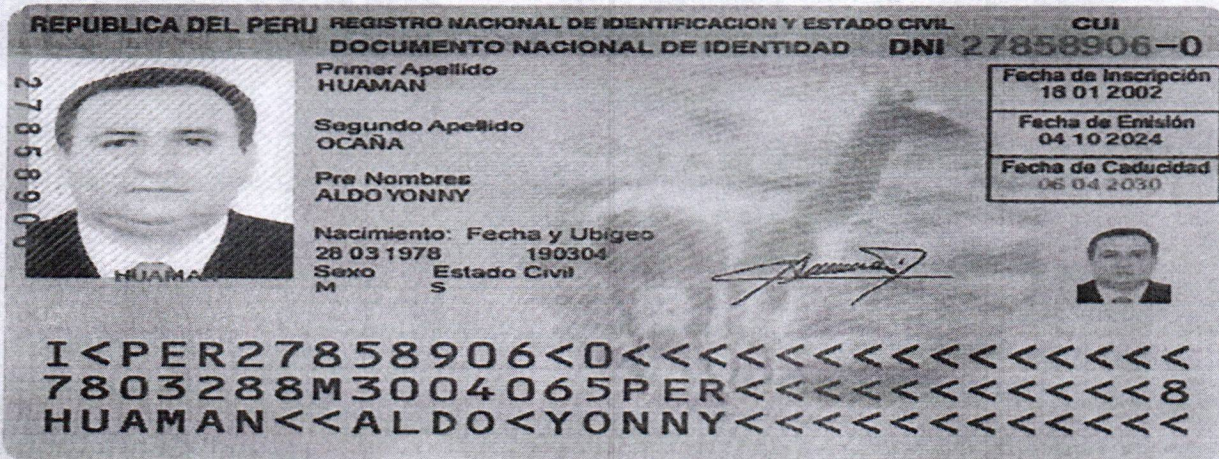 REPUBLICA DEL PERU REGISTRO NACIONAL DE IDENTIFICACION Y ESTADO CIVIL CUI
DOCUMENTO NACIONAL DE IDENTIDAD DNI 27858906-0
Primer Apellido
HUAMAN
Segundo Apellido
OCAÑA
Pre Nombres
ALDO YONNY
Nacimiento: Fecha y Ubigeo
28 03 1978 190304
Sexo Estado Civil
M S
Fecha de Inscripción
18 01 2002
Fecha de Emisión
04 10 2024
Fecha de Caducidad
06 04 2030
278589
HUAMA
I<PER27858906<0<<<<<<<<<<<<<<<
7803288M3004065PER<<<<<<<<<<<8
HUAMAN<<ALDO<YONNY<<<<<<<<<<<<